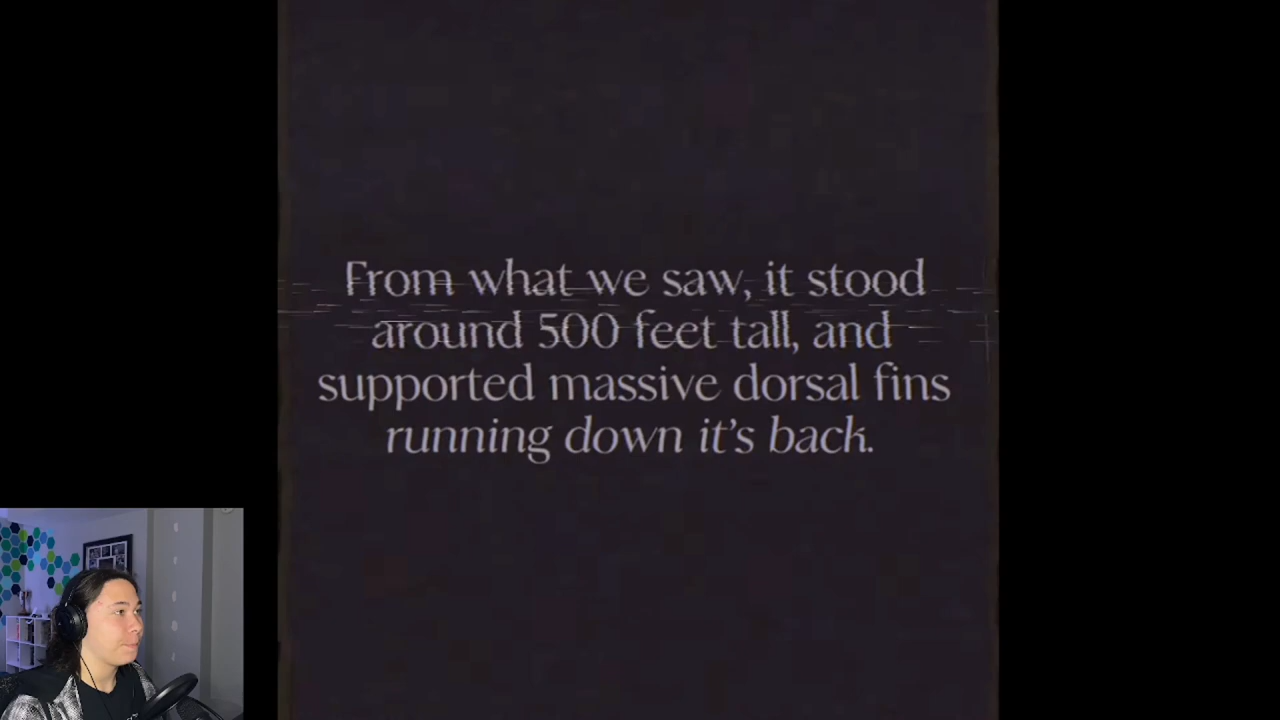 From what we saw, it stood
around 500 feet tall, and
supported massive dorsal fins
running down it's back.